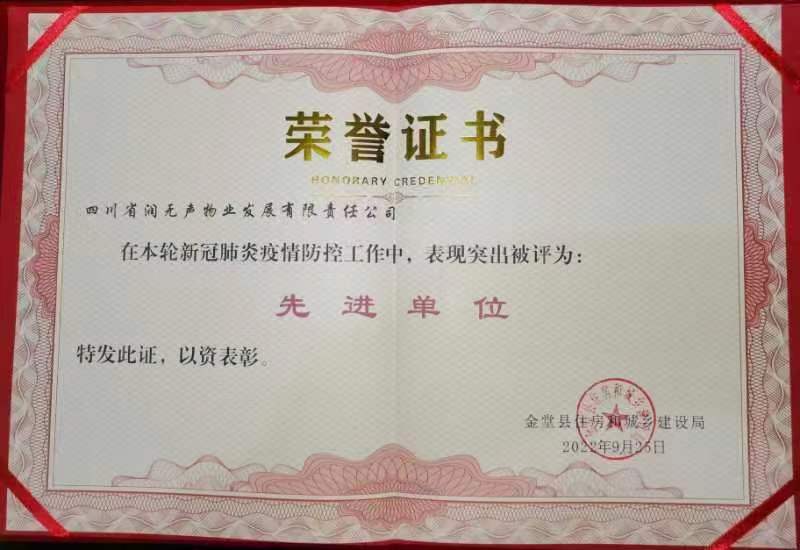 荣誉证书
HONORARY CREDENTIAL
四川省润无声物业发展有限责任公司
在本轮新冠肺炎疫情防控工作中，表现突出被评为：
先进单位
特发此证，以资表彰。
金堂县住房和城乡建设局
2022年9月25日